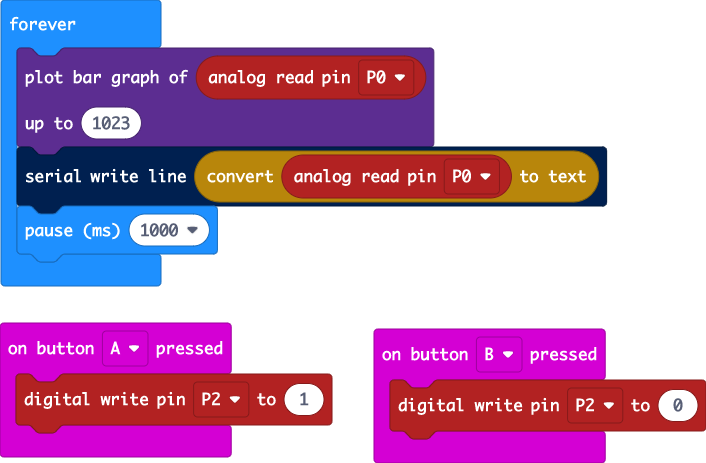 forever
plot bar graph of analog read pin P0
up to 1023
serial write line convert analog read pin P0 to text
pause (ms) 1000
on button A pressed
digital write pin P2 to 1
on button B pressed
digital write pin P2 to 0